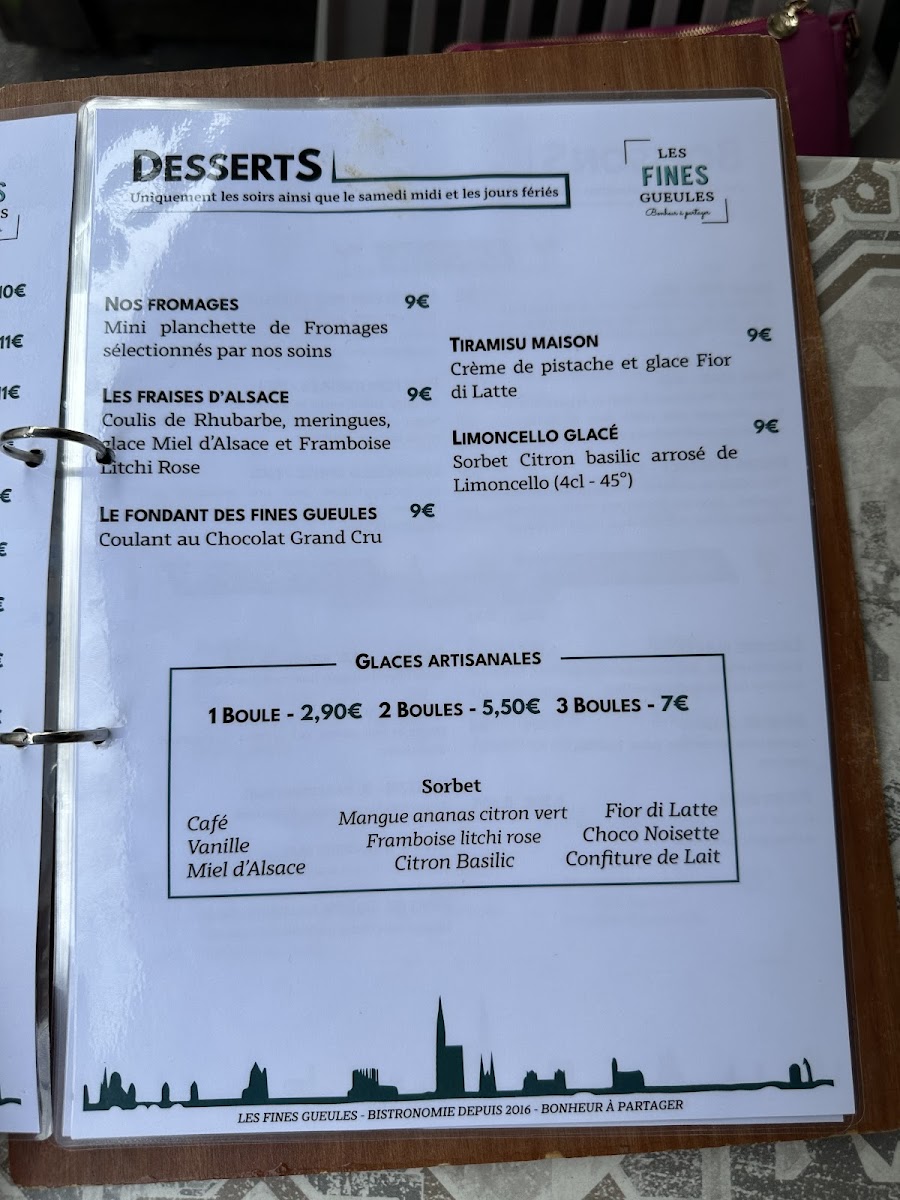 DESSERTS
Uniquement les soirs ainsi que le samedi midi et les jours fériés
LES
FINES
GUEULES
Bonheur à partager
NOS FROMAGES 9€
Mini planchette de Fromages
sélectionnés par nos soins
LES FRAISES D'ALSACE 9€
Coulis de Rhubarbe, meringues,
glace Miel d'Alsace et Framboise
Litchi Rose
LE FONDANT DES FINES GUEULES 9€
Coulant au Chocolat Grand Cru
TIRAMISU MAISON 9€
Crème de pistache et glace Fior
di Latte
LIMONCELLO GLACÉ 9€
Sorbet Citron basilic arrosé de
Limoncello (4cl - 45°)
GLACES ARTISANALES
1 BOULE - 2,90€ 2 BOULES - 5,50€ 3 BOULES - 7€
Café
Vanille
Miel d'Alsace
Sorbet
Mangue ananas citron vert
Framboise litchi rose
Citron Basilic
Fior di Latte
Choco Noisette
Confiture de Lait
LES FINES GUEULES - BISTRONOMIE DEPUIS 2016 - BONHEUR À PARTAGER
10€
11€
11€
€
€
€
€